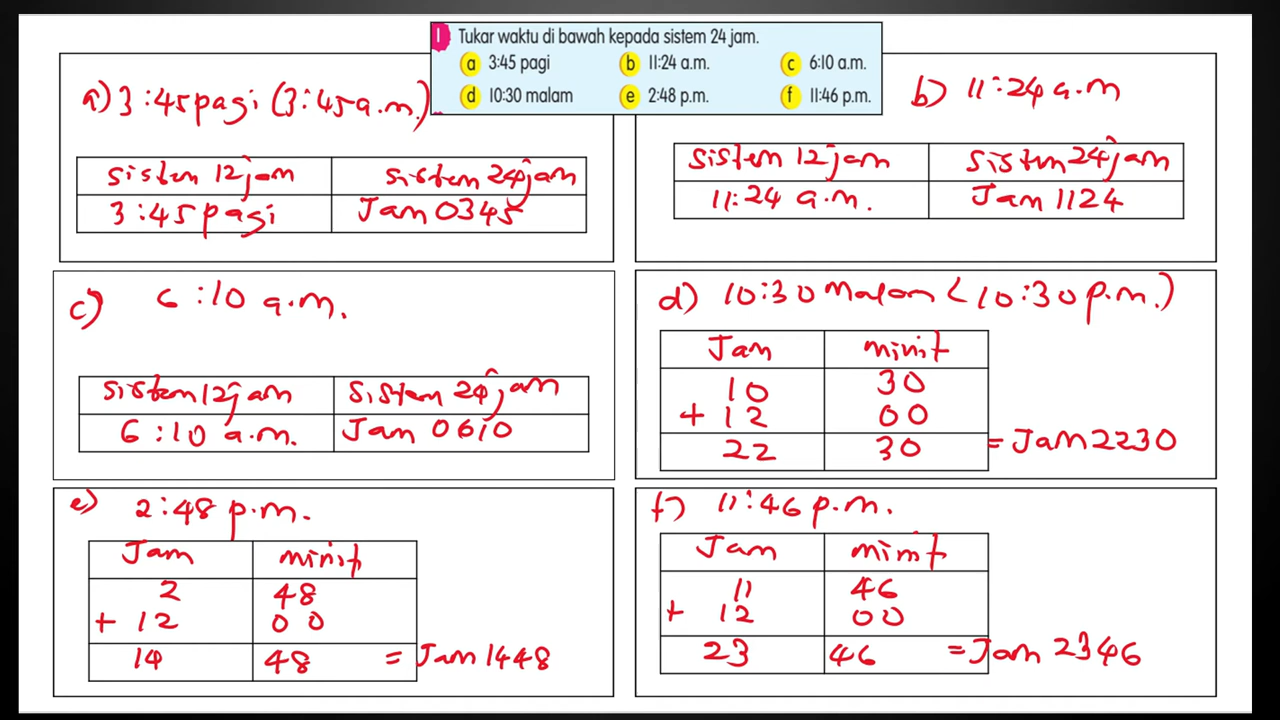 1 Tukar waktu di bawah kepada sistem 24 jam.
a 3:45 pagi b 11:24 a.m. c 6:10 a.m.
d 10:30 malam e 2:48 p.m. f 11:46 p.m.
a) 3:45 pagi (3:45 a.m.)
sistem 12 jam sistem 24 jam
3:45 pagi Jam 0345
b) 11:24 a.m
sistem 12 jam sistem 24 jam
11:24 a.m. Jam 1124
c) 6:10 a.m.
sistem 12 jam sistem 24 jam
6:10 a.m. Jam 0610
d) 10:30 malam (10:30 p.m.)
Jam minit
10 30
+ 12 00
22 30 = Jam 2230
e) 2:48 p.m.
Jam minit
2 48
+ 12 00
14 48 = Jam 1448
f) 11:46 p.m.
Jam minit
11 46
+ 12 00
23 46 = Jam 2346